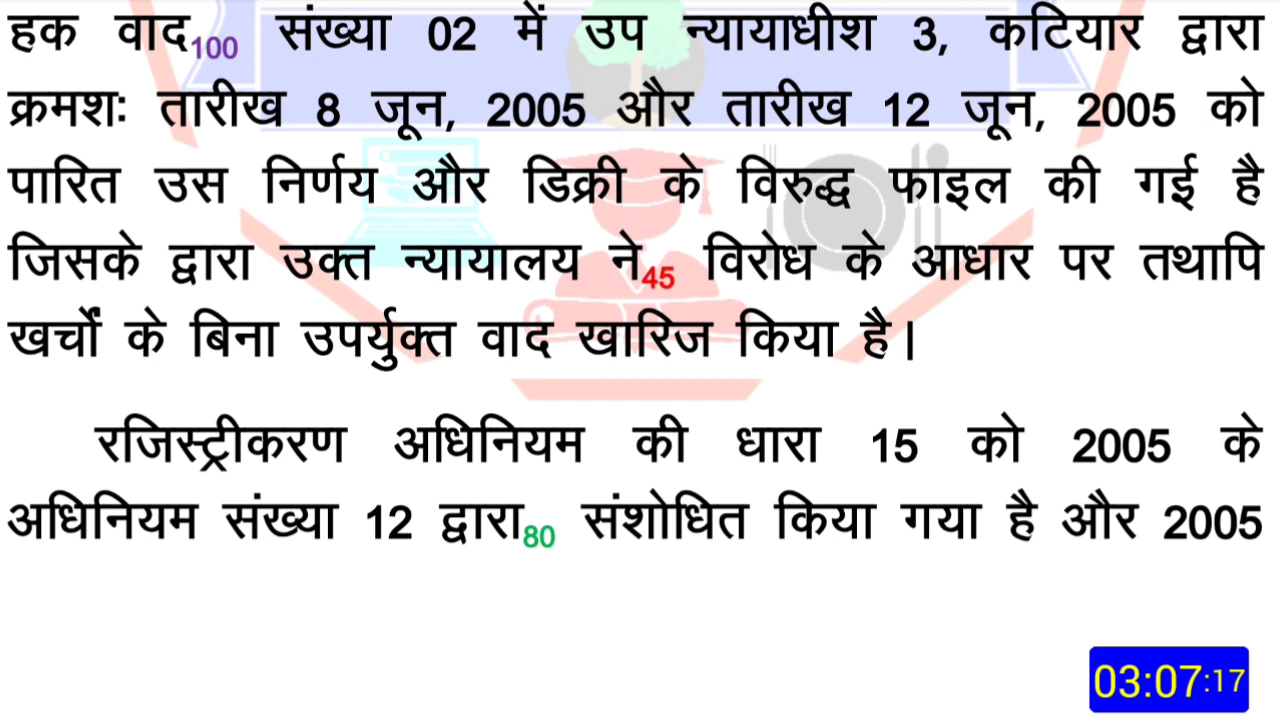 हक वाद100 संख्या 02 में उप न्यायाधीश 3, कटियार द्वारा
क्रमशः तारीख 8 जून, 2005 और तारीख 12 जून, 2005 को
पारित उस निर्णय और डिक्री के विरुद्ध फाइल की गई है
जिसके द्वारा उक्त न्यायालय ने45 विरोध के आधार पर तथापि
खर्चों के बिना उपर्युक्त वाद खारिज किया है।
रजिस्ट्रीकरण अधिनियम की धारा 15 को 2005 के
अधिनियम संख्या 12 द्वारा80 संशोधित किया गया है और 2005
03:07:17